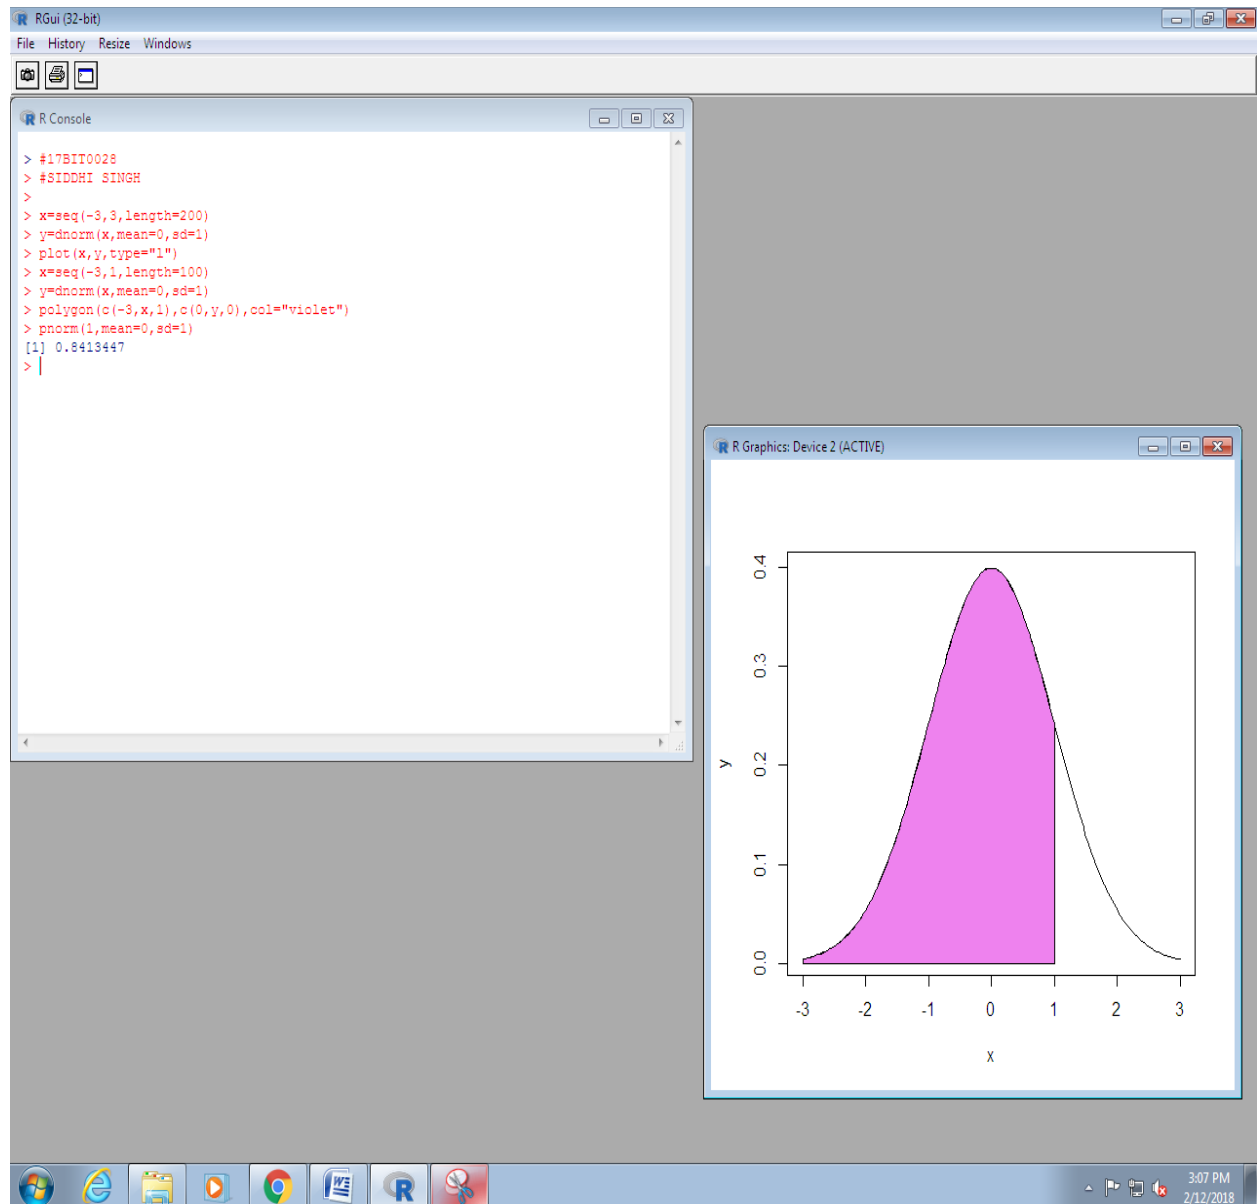 RGui (32-bit)
File History Resize Windows
R Console
> #17BIT0028
> #SIDDHI SINGH
>
> x=seq(-3,3,length=200)
> y=dnorm(x,mean=0,sd=1)
> plot(x,y,type="l")
> x=seq(-3,1,length=100)
> y=dnorm(x,mean=0,sd=1)
> polygon(c(-3,x,1),c(0,y,0),col="violet")
> pnorm(1,mean=0,sd=1)
[1] 0.8413447
>
R Graphics: Device 2 (ACTIVE)
0.4
0.3
0.2
0.1
0.0
y
-3 -2 -1 0 1 2 3
x
3:07 PM
2/12/2018